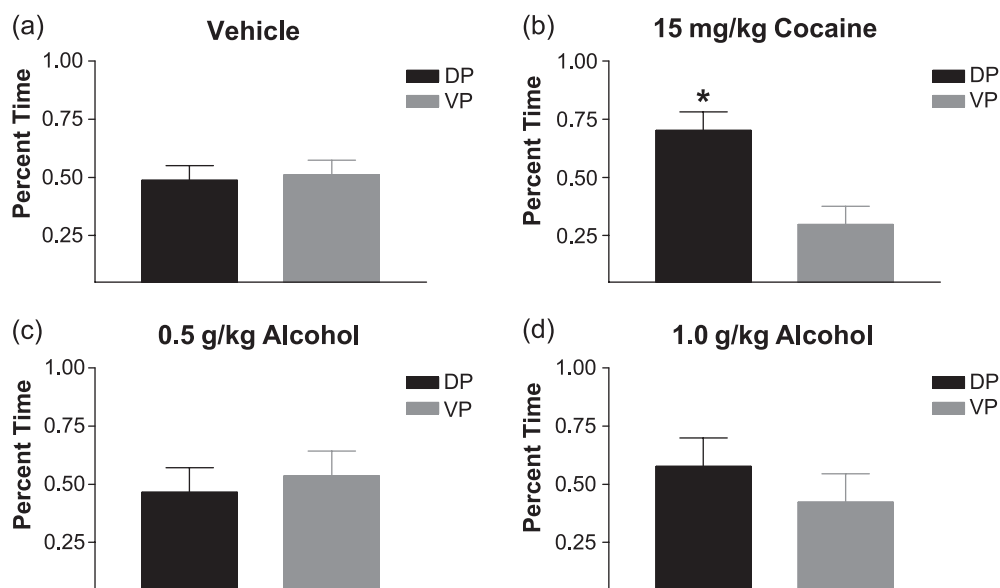 (a)
Vehicle
1.00
0.75
0.50
0.25
Percent Time
DP
VP
(b)
15 mg/kg Cocaine
1.00
0.75
0.50
0.25
Percent Time
*
DP
VP
(c)
0.5 g/kg Alcohol
1.00
0.75
0.50
0.25
Percent Time
DP
VP
(d)
1.0 g/kg Alcohol
1.00
0.75
0.50
0.25
Percent Time
DP
VP